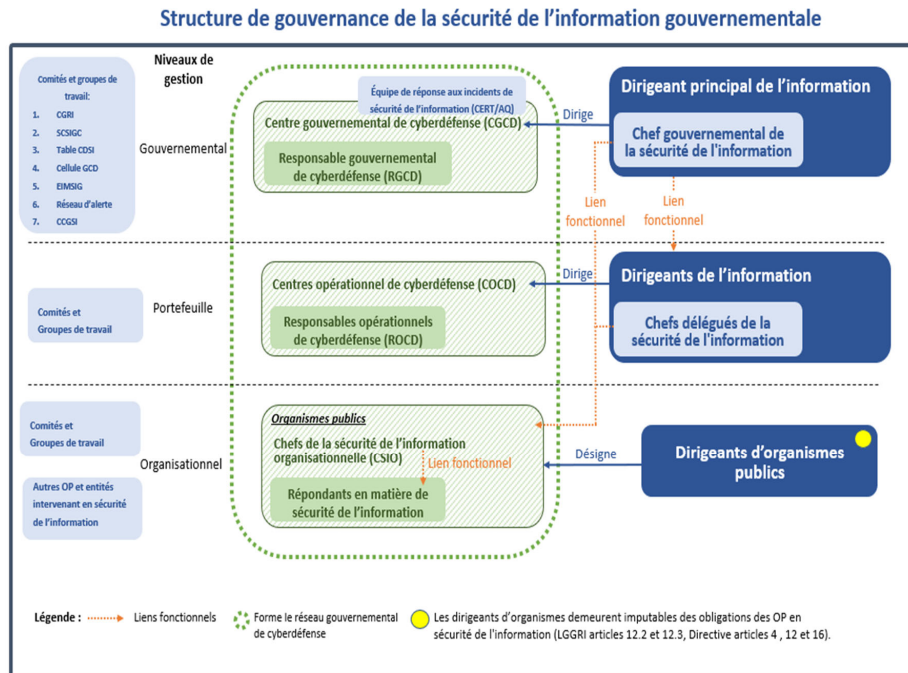 Structure de gouvernance de la sécurité de l'information gouvernementale
Niveaux de
gestion
Comités et groupes de
travail:
1. CGRI
2. SCSIGC
3. Table CDSI
4. Cellule GCD
5. EIMSIG
6. Réseau d'alerte
7. CCGSI
Gouvernemental
Équipe de réponse aux incidents de
sécurité de l'information (CERT/AQ)
Centre gouvernemental de cyberdéfense (CGCD)
Responsable gouvernemental
de cyberdéfense (RGCD)
Dirige
Dirigeant principal de l'information
Chef gouvernemental de
la sécurité de l'information
Lien
fonctionnel
Lien
fonctionnel
Comités et
Groupes de travail
Portefeuille
Centres opérationnel de cyberdéfense (COCD)
Responsables opérationnels
de cyberdéfense (ROCD)
Dirige
Dirigeants de l'information
Chefs délégués de la
sécurité de l'information
Comités et
Groupes de travail
Autres OP et entités
intervenant en sécurité
de l'information
Organisationnel
Organismes publics
Chefs de la sécurité de l'information
organisationnelle (CSIO)
Lien fonctionnel
Répondants en matière de
sécurité de l'information
Désigne
Dirigeants d'organismes
publics
Légende :
Liens fonctionnels
Forme le réseau gouvernemental
de cyberdéfense
Les dirigeants d'organismes demeurent imputables des obligations des OP en
sécurité de l'information (LGGRI articles 12.2 et 12.3, Directive articles 4 , 12 et 16).